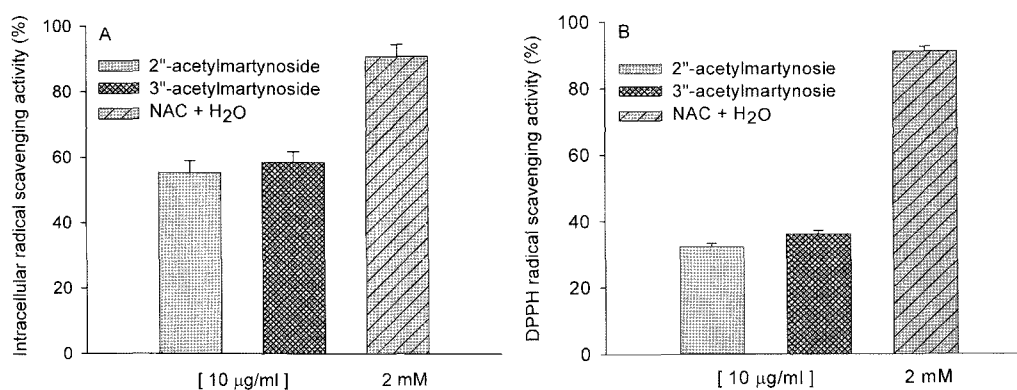 Intracellular radical scavenging activity (%)
100
80
60
40
20
0
A
2"-acetylmartynoside
3"-acetylmartynoside
NAC + H2O
[ 10 μg/ml ]
2 mM
DPPH radical scavenging activity (%)
100
80
60
40
20
0
B
2"-acetylmartynosie
3"-acetylmartynosie
NAC + H2O
[ 10 μg/ml ]
2 mM